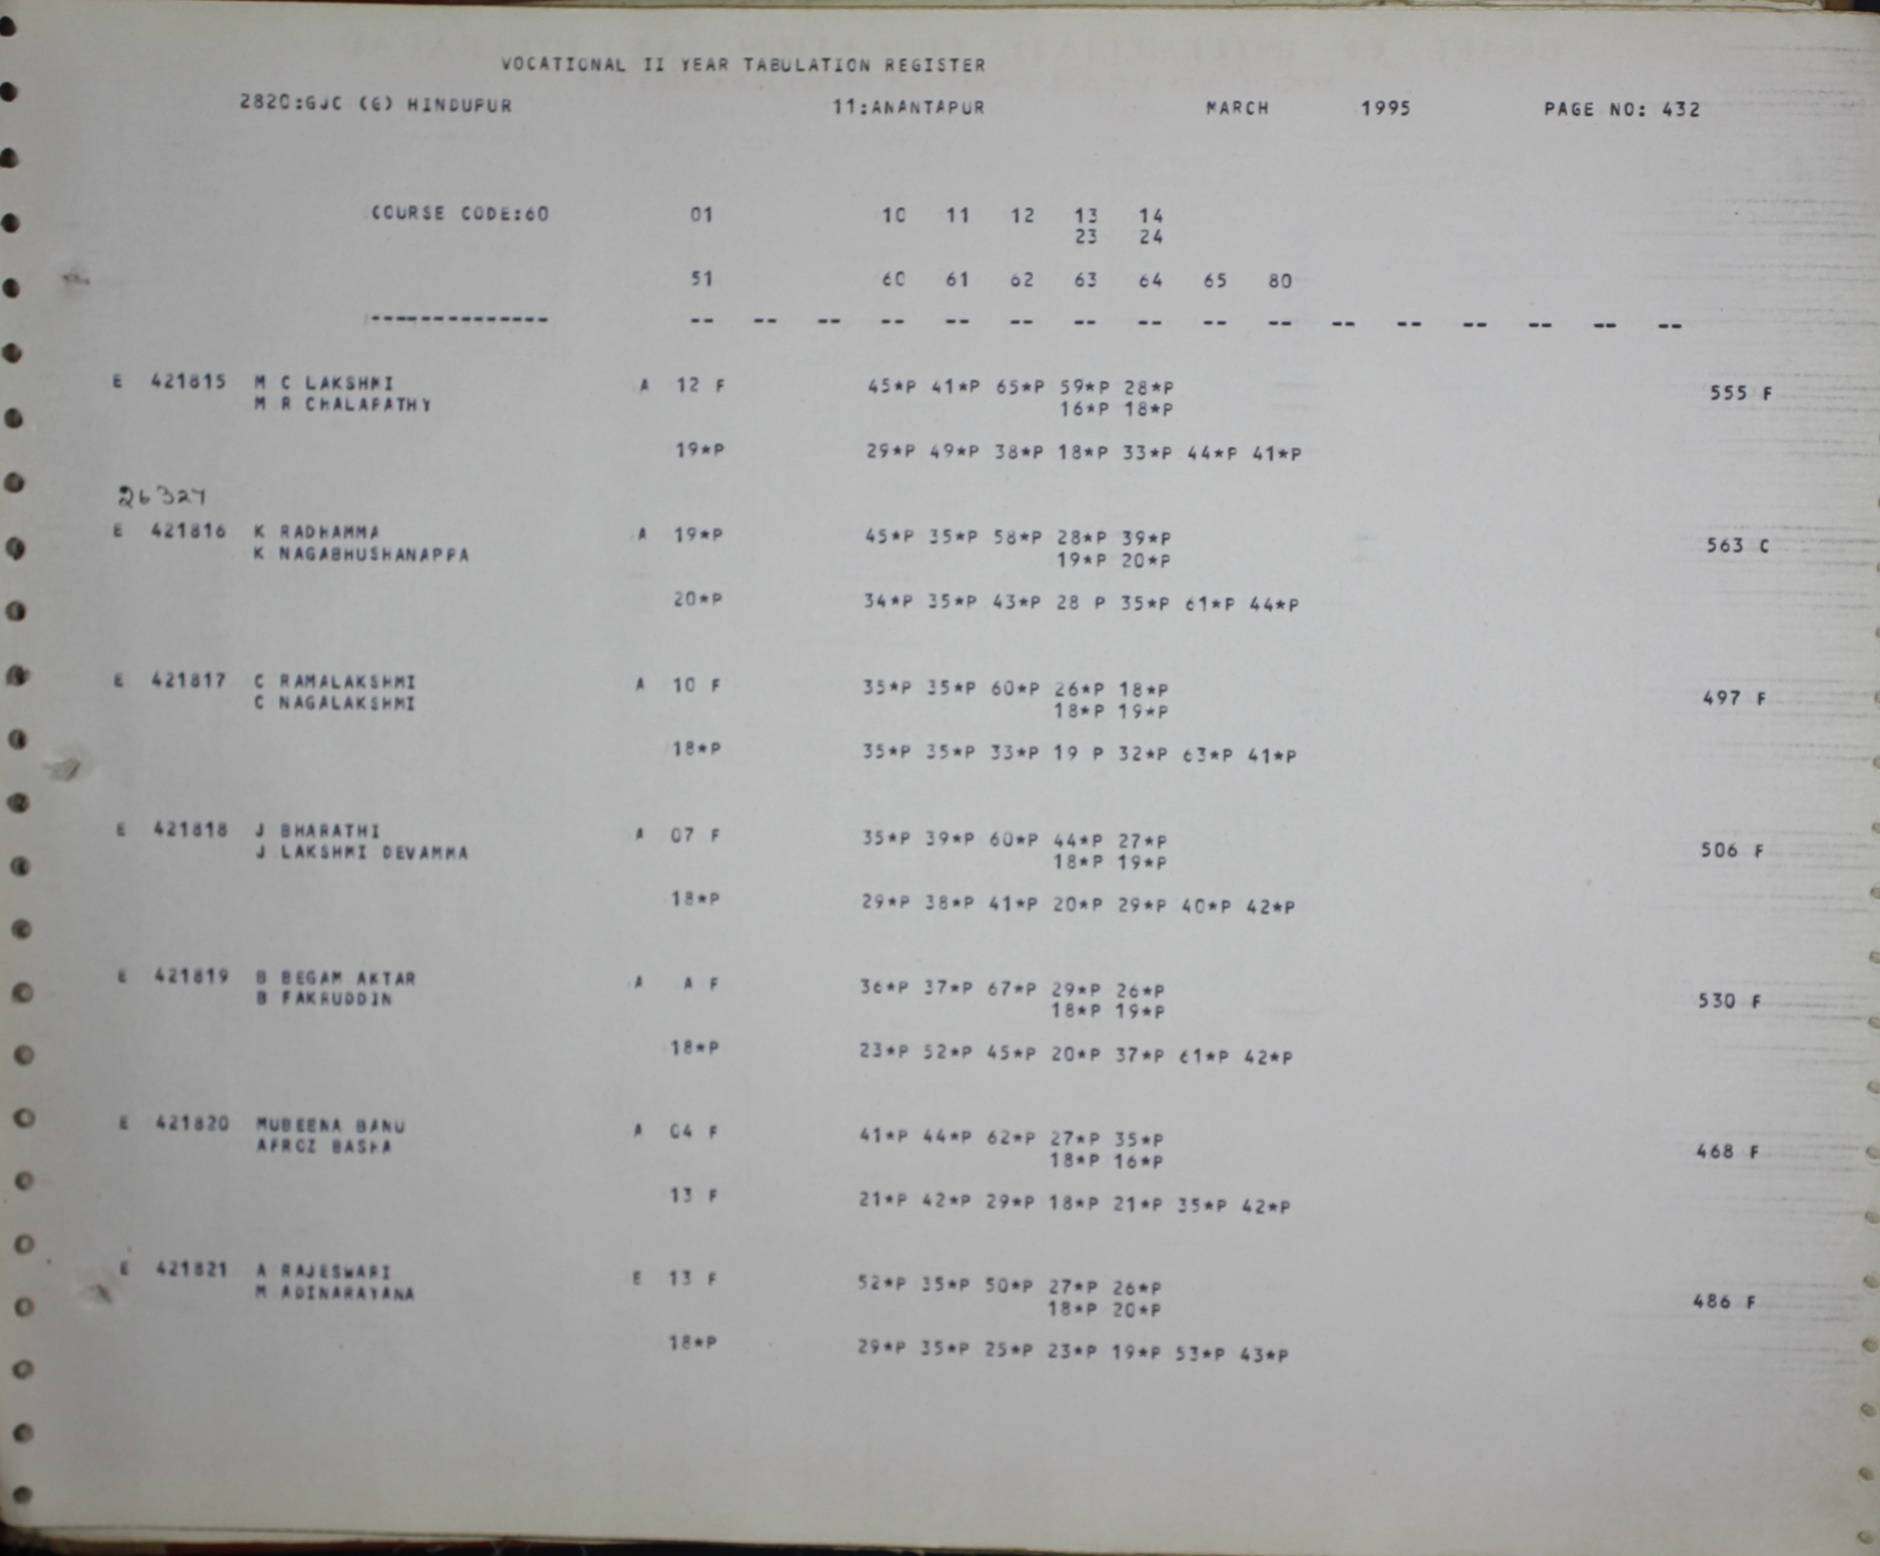 VOCATIONAL II YEAR TABULATION REGISTER
2820:GJC (G) HINDUPUR 11:ANANTAPUR MARCH 1995 PAGE NO: 432
COURSE CODE:60 01 10 11 12 13 14
23 24
51 60 61 62 63 64 65 80
-------------- -- -- -- -- -- -- -- -- -- -- -- -- -- -- -- --
E 421815 M C LAKSHMI A 12 F 45*P 41*P 65*P 59*P 28*P 555 F
M R CHALAPATHY 16*P 18*P
19*P 29*P 49*P 38*P 18*P 33*P 44*P 41*P
26327
E 421816 K RADHAMMA A 19*P 45*P 35*P 58*P 28*P 39*P 563 C
K NAGABHUSHANAPPA 19*P 20*P
20*P 34*P 35*P 43*P 28 P 35*P 61*P 44*P
E 421817 C RAMALAKSHMI A 10 F 35*P 35*P 60*P 26*P 18*P 497 F
C NAGALAKSHMI 18*P 19*P
18*P 35*P 35*P 33*P 19 P 32*P 63*P 41*P
E 421818 J BHARATHI A 07 F 35*P 39*P 60*P 44*P 27*P 506 F
J LAKSHMI DEVAMMA 18*P 19*P
18*P 29*P 38*P 41*P 20*P 29*P 40*P 42*P
E 421819 B BEGAM AKTAR A A F 36*P 37*P 67*P 29*P 26*P 530 F
B FAKRUDDIN 18*P 19*P
18*P 23*P 52*P 45*P 20*P 37*P 61*P 42*P
E 421820 MUBEENA BANU A 04 F 41*P 44*P 62*P 27*P 35*P 468 F
AFROZ BASHA 18*P 16*P
13 F 21*P 42*P 29*P 18*P 21*P 35*P 42*P
E 421821 A RAJESWARI E 13 F 52*P 35*P 50*P 27*P 26*P 486 F
M ADINARAYANA 18*P 20*P
18*P 29*P 35*P 25*P 23*P 19*P 53*P 43*P